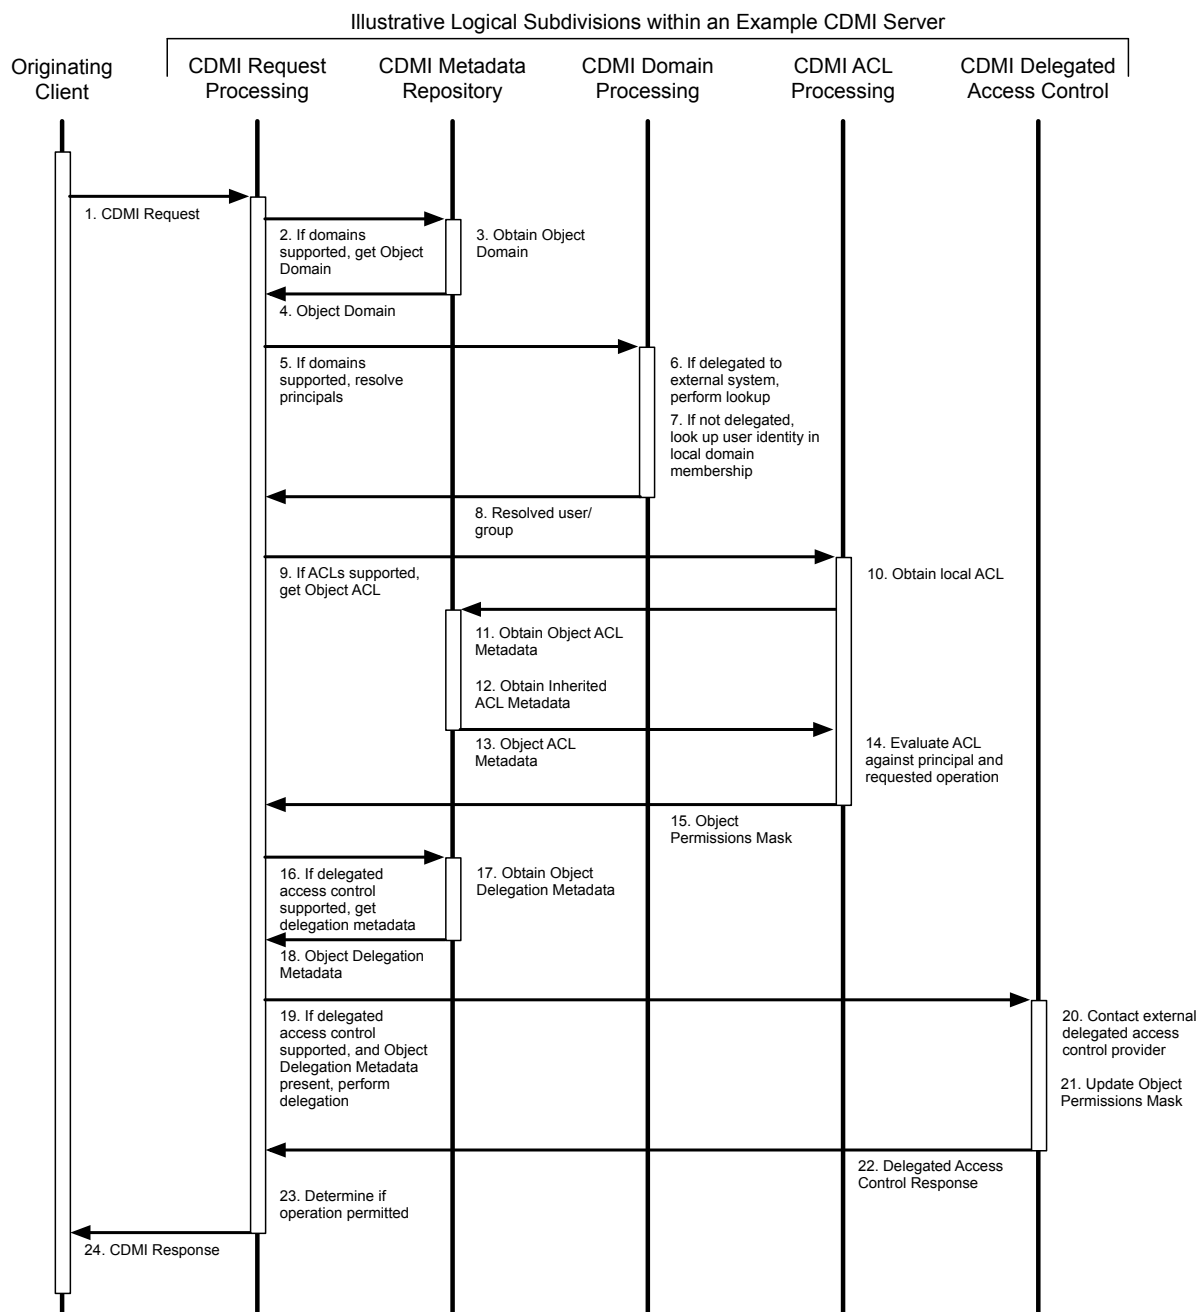 Illustrative Logical Subdivisions within an Example CDMI Server
Originating
Client
CDMI Request
Processing
CDMI Metadata
Repository
CDMI Domain
Processing
CDMI ACL
Processing
CDMI Delegated
Access Control
1. CDMI Request
2. If domains
supported, get Object
Domain
3. Obtain Object
Domain
4. Object Domain
5. If domains
supported, resolve
principals
6. If delegated to
external system,
perform lookup
7. If not delegated,
look up user identity in
local domain
membership
8. Resolved user/
group
9. If ACLs supported,
get Object ACL
10. Obtain local ACL
11. Obtain Object ACL
Metadata
12. Obtain Inherited
ACL Metadata
13. Object ACL
Metadata
14. Evaluate ACL
against principal and
requested operation
15. Object
Permissions Mask
16. If delegated
access control
supported, get
delegation metadata
17. Obtain Object
Delegation Metadata
18. Object Delegation
Metadata
19. If delegated
access control
supported, and Object
Delegation Metadata
present, perform
delegation
20. Contact external
delegated access
control provider
21. Update Object
Permissions Mask
22. Delegated Access
Control Response
23. Determine if
operation permitted
24. CDMI Response